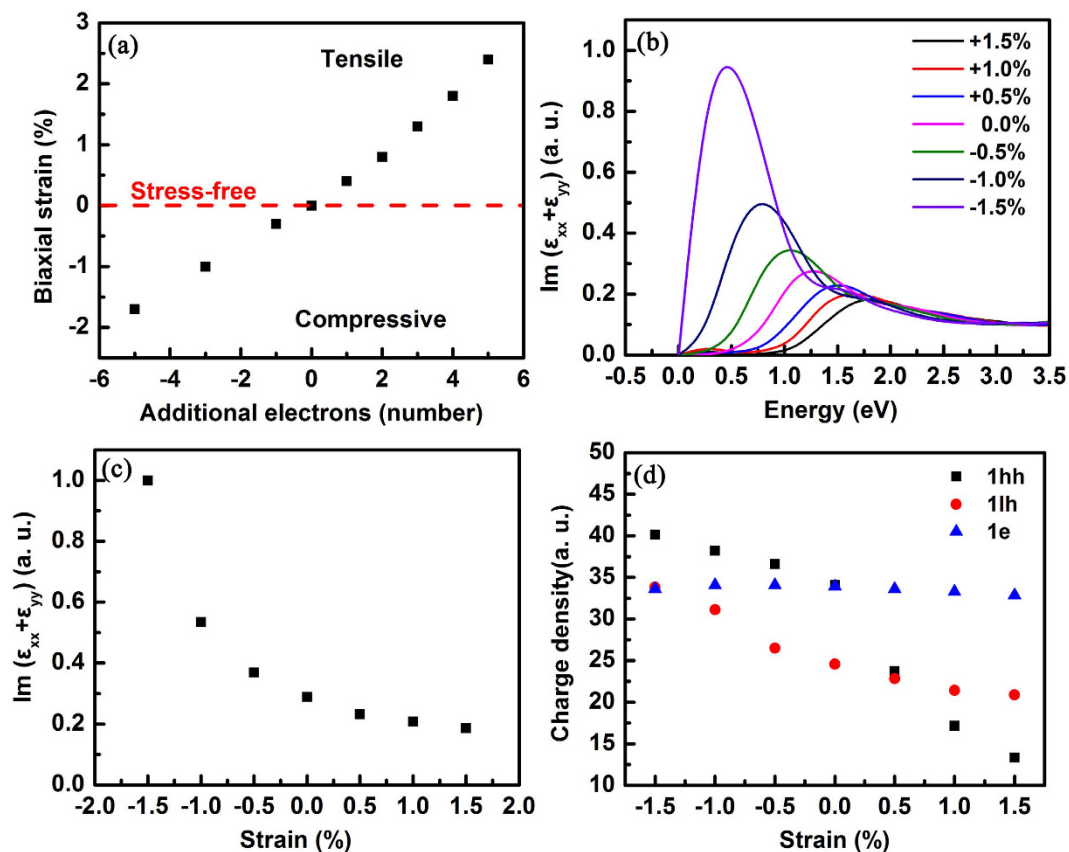 (a)
Tensile
Stress-free
Compressive
Biaxial strain (%)
3
2
1
0
-1
-2
-6 -4 -2 0 2 4 6
Additional electrons (number)
(b)
+1.5%
+1.0%
+0.5%
0.0%
-0.5%
-1.0%
-1.5%
Im (εxx+εyy) (a. u.)
1.0
0.8
0.6
0.4
0.2
0.0
-0.5 0.0 0.5 1.0 1.5 2.0 2.5 3.0 3.5
Energy (eV)
(c)
Im (εxx+εyy) (a. u.)
1.0
0.8
0.6
0.4
0.2
0.0
-2.0 -1.5 -1.0 -0.5 0.0 0.5 1.0 1.5 2.0
Strain (%)
(d)
1hh
1lh
1e
Charge density(a. u.)
50
45
40
35
30
25
20
15
10
-1.5 -1.0 -0.5 0.0 0.5 1.0 1.5
Strain (%)